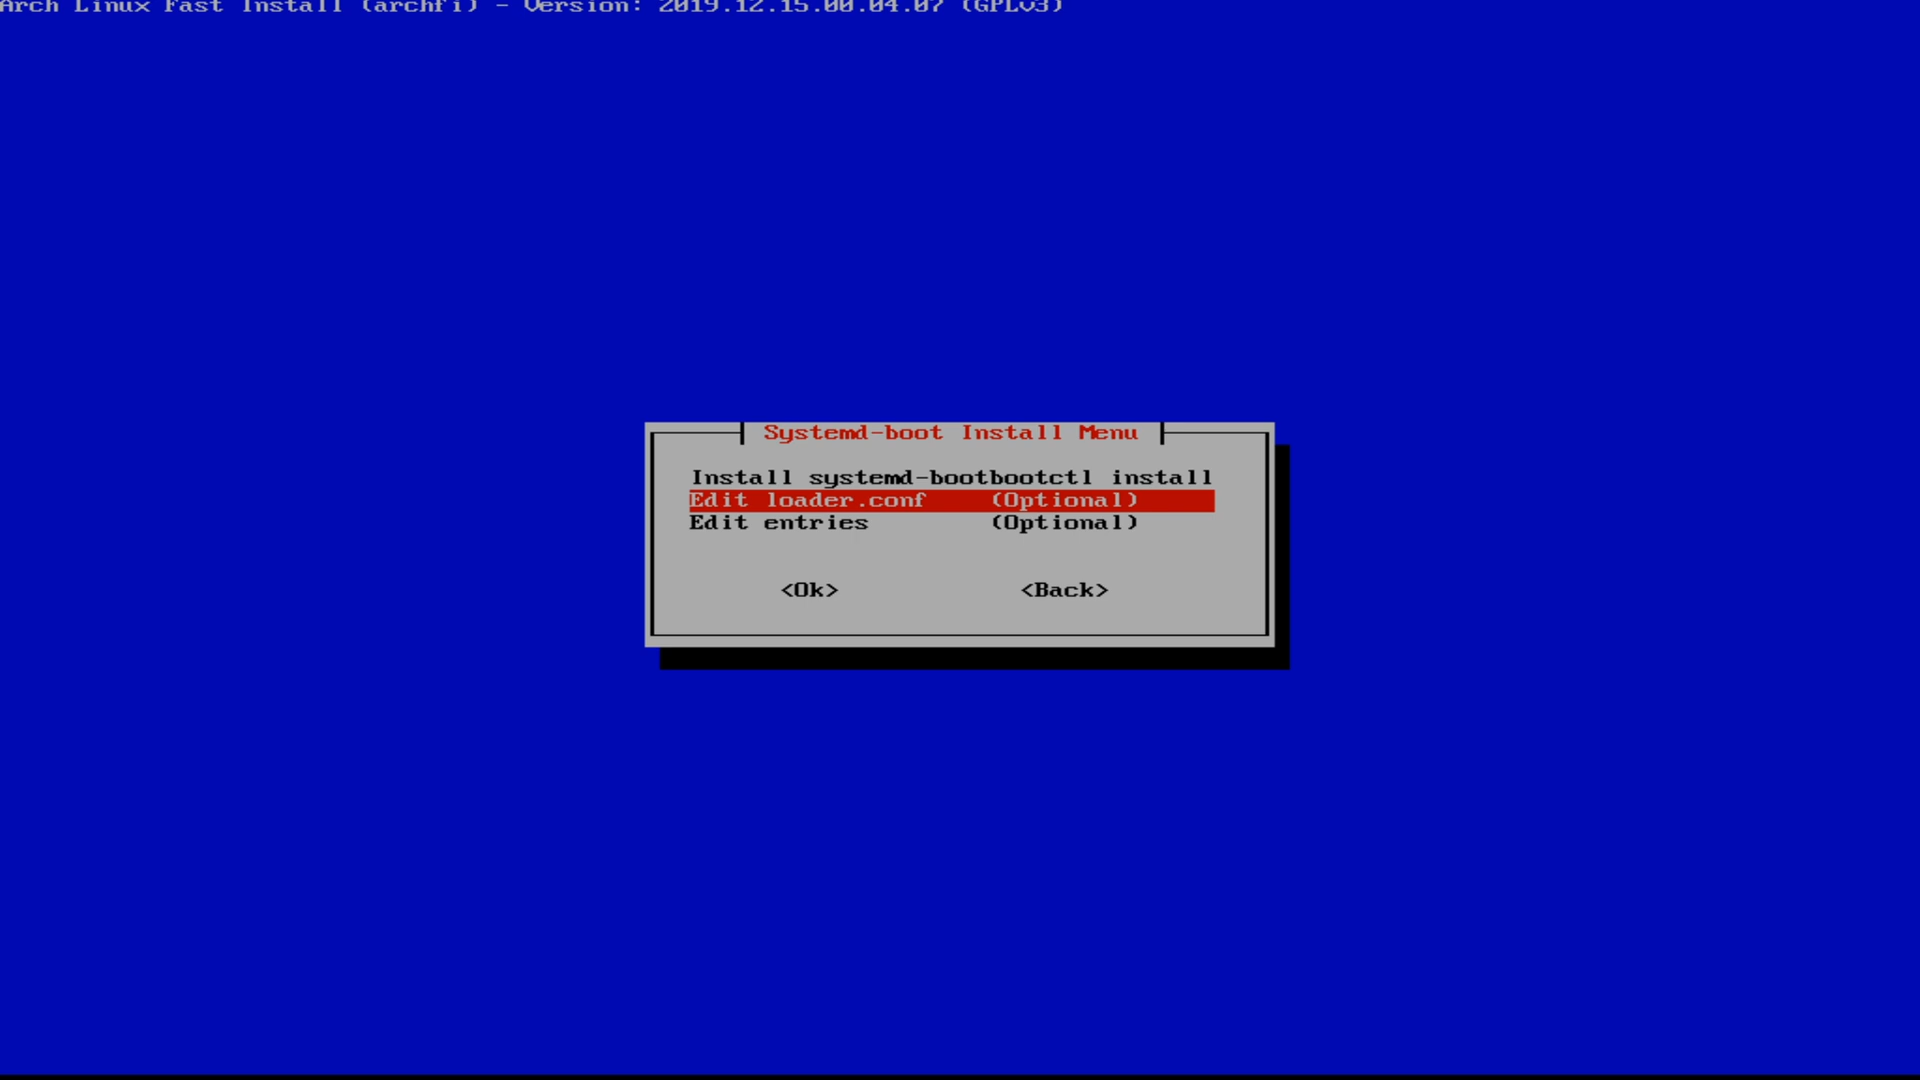 Arch Linux Fast Install (archfi) - Version: 2019.12.15.00.04.07 (GPLv3)
Systemd-boot Install Menu
Install systemd-bootbootctl install
Edit loader.conf (Optional)
Edit entries (Optional)
<Ok> <Back>